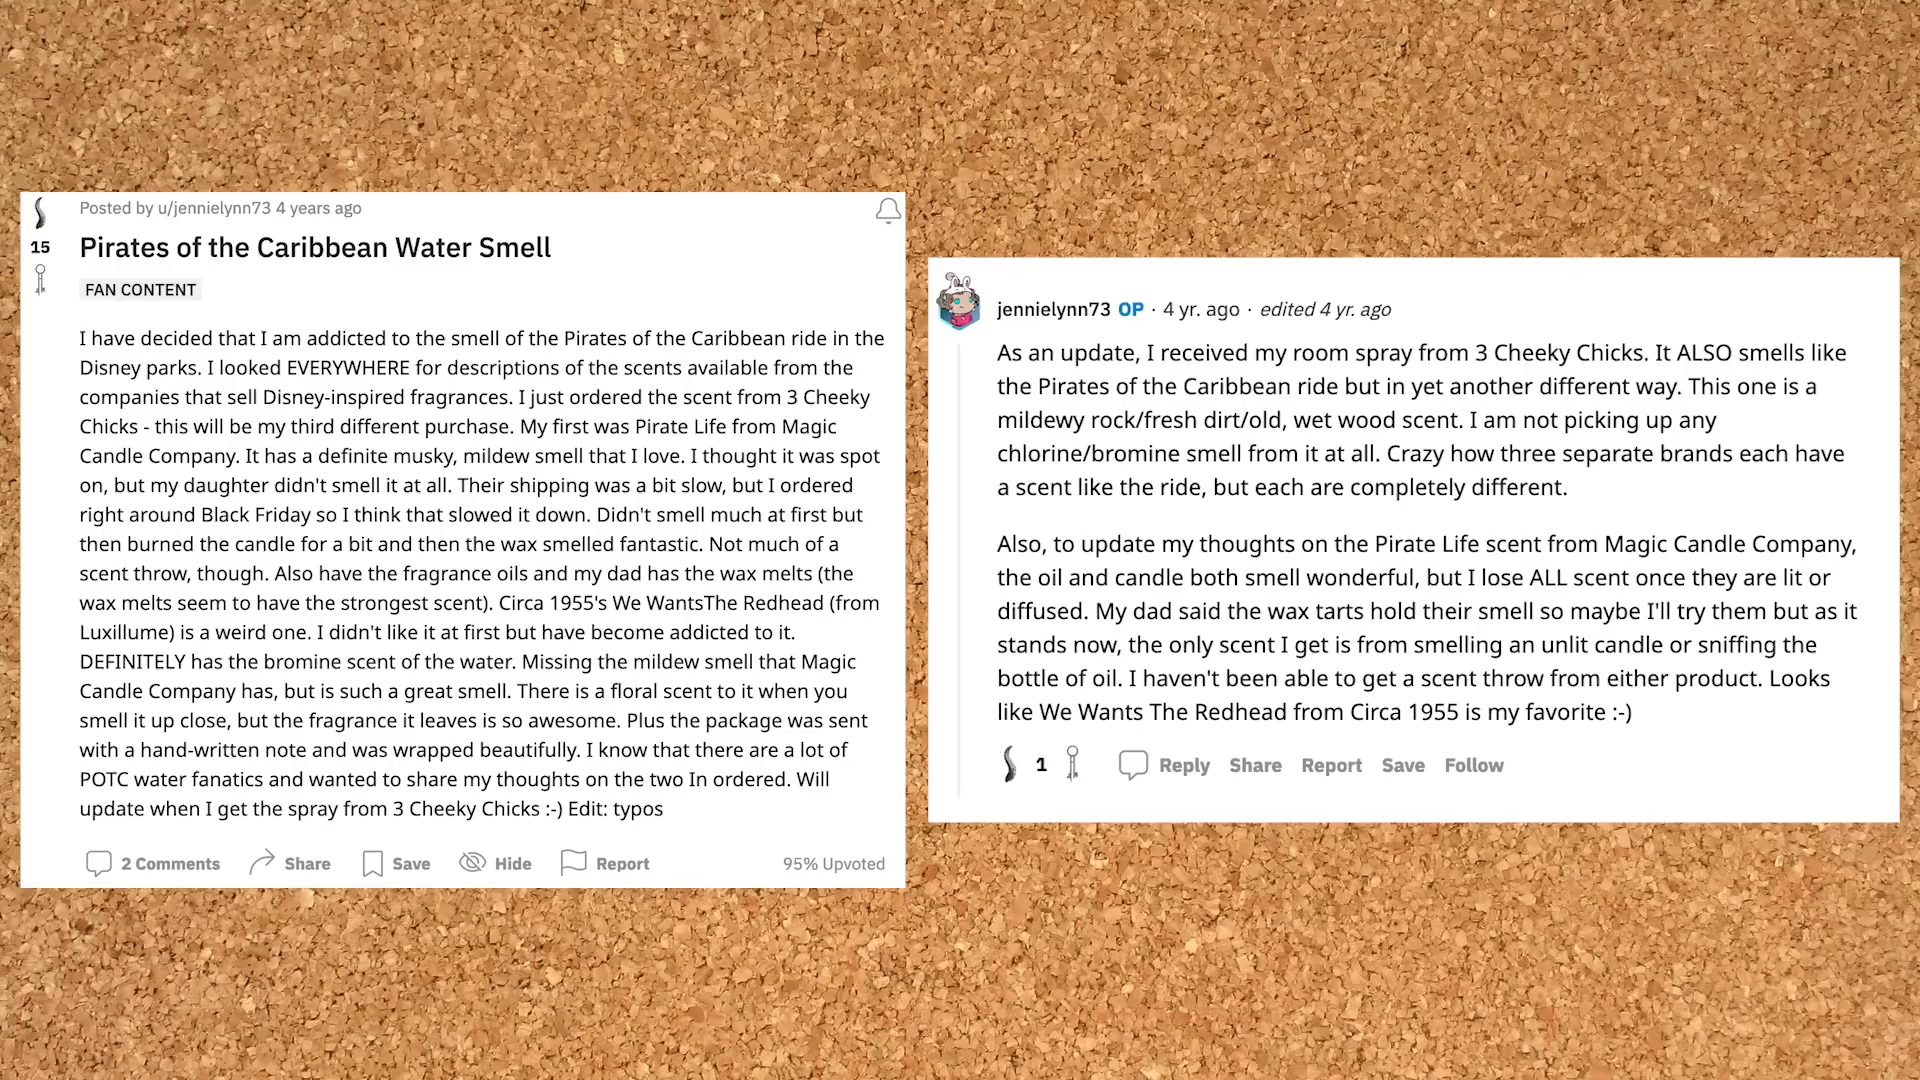 Posted by u/jennielynn73 4 years ago
15
Pirates of the Caribbean Water Smell
FAN CONTENT
I have decided that I am addicted to the smell of the Pirates of the Caribbean ride in the
Disney parks. I looked EVERYWHERE for descriptions of the scents available from the
companies that sell Disney-inspired fragrances. I just ordered the scent from 3 Cheeky
Chicks - this will be my third different purchase. My first was Pirate Life from Magic
Candle Company. It has a definite musky, mildew smell that I love. I thought it was spot
on, but my daughter didn't smell it at all. Their shipping was a bit slow, but I ordered
right around Black Friday so I think that slowed it down. Didn't smell much at first but
then burned the candle for a bit and then the wax smelled fantastic. Not much of a
scent throw, though. Also have the fragrance oils and my dad has the wax melts (the
wax melts seem to have the strongest scent). Circa 1955's We WantsThe Redhead (from
Luxillume) is a weird one. I didn't like it at first but have become addicted to it.
DEFINITELY has the bromine scent of the water. Missing the mildew smell that Magic
Candle Company has, but is such a great smell. There is a floral scent to it when you
smell it up close, but the fragrance it leaves is so awesome. Plus the package was sent
with a hand-written note and was wrapped beautifully. I know that there are a lot of
POTC water fanatics and wanted to share my thoughts on the two In ordered. Will
update when I get the spray from 3 Cheeky Chicks :-) Edit: typos
2 Comments Share Save Hide Report 95% Upvoted
jennielynn73 OP · 4 yr. ago · edited 4 yr. ago
As an update, I received my room spray from 3 Cheeky Chicks. It ALSO smells like
the Pirates of the Caribbean ride but in yet another different way. This one is a
mildewy rock/fresh dirt/old, wet wood scent. I am not picking up any
chlorine/bromine smell from it at all. Crazy how three separate brands each have
a scent like the ride, but each are completely different.
Also, to update my thoughts on the Pirate Life scent from Magic Candle Company,
the oil and candle both smell wonderful, but I lose ALL scent once they are lit or
diffused. My dad said the wax tarts hold their smell so maybe I'll try them but as it
stands now, the only scent I get is from smelling an unlit candle or sniffing the
bottle of oil. I haven't been able to get a scent throw from either product. Looks
like We Wants The Redhead from Circa 1955 is my favorite :-)
1 Reply Share Report Save Follow